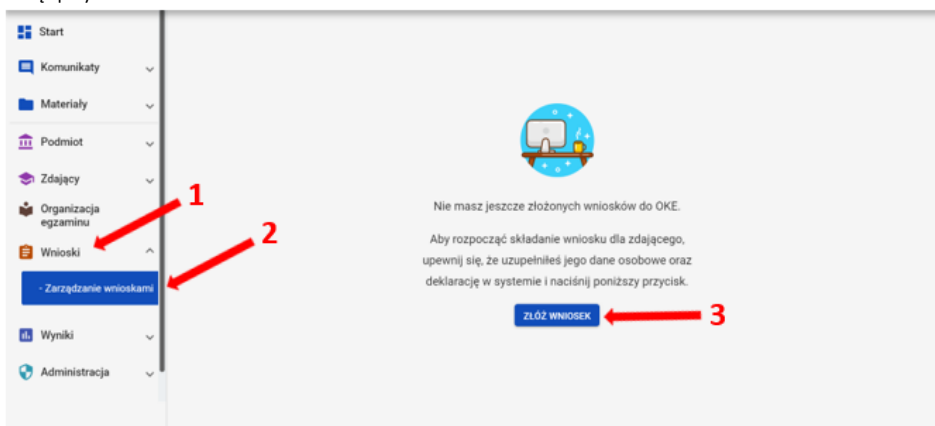 Start
Komunikaty
Materiały
Podmiot
Zdający
Organizacja
egzaminu
Wnioski
- Zarządzanie wnioskami
Wyniki
Administracja
1
2
Nie masz jeszcze złożonych wniosków do OKE.
Aby rozpocząć składanie wniosku dla zdającego,
upewnij się, że uzupełniłeś jego dane osobowe oraz
deklarację w systemie i naciśnij poniższy przycisk.
ZŁÓŻ WNIOSEK
3